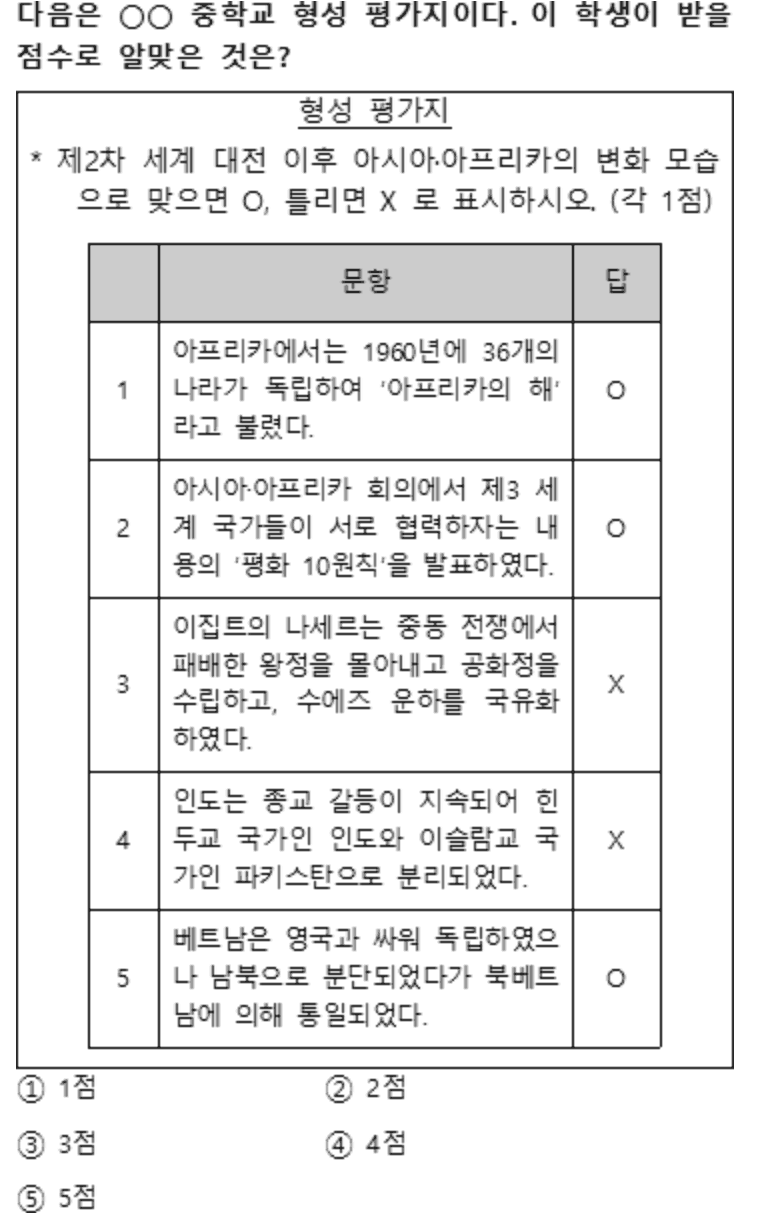 다음은 ○○ 중학교 형성 평가지이다. 이 학생이 받을
점수로 알맞은 것은?
형성 평가지
* 제2차 세계 대전 이후 아시아·아프리카의 변화 모습
으로 맞으면 O, 틀리면 X 로 표시하시오. (각 1점)
문항 답
아프리카에서는 1960년에 36개의
1 나라가 독립하여 '아프리카의 해' O
라고 불렸다.
아시아·아프리카 회의에서 제3 세
2 계 국가들이 서로 협력하자는 내 O
용의 '평화 10원칙'을 발표하였다.
이집트의 나세르는 중동 전쟁에서
패배한 왕정을 몰아내고 공화정을
3 수립하고, 수에즈 운하를 국유화 X
하였다.
인도는 종교 갈등이 지속되어 힌
4 두교 국가인 인도와 이슬람교 국 X
가인 파키스탄으로 분리되었다.
베트남은 영국과 싸워 독립하였으
5 나 남북으로 분단되었다가 북베트 O
남에 의해 통일되었다.
① 1점 ② 2점
③ 3점 ④ 4점
⑤ 5점